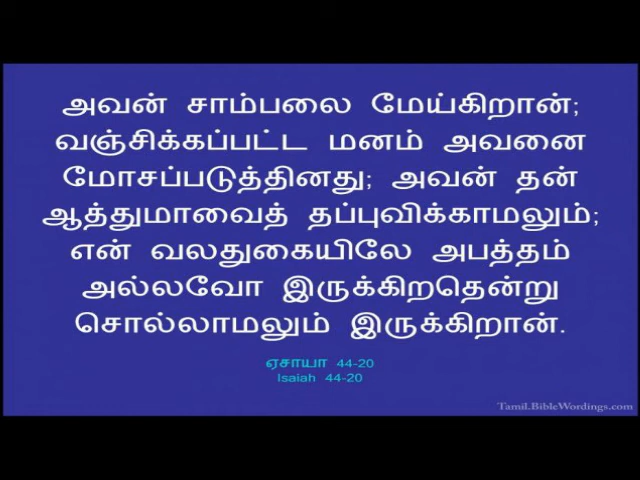 அவன் சாம்பலை மேய்கிறான்;
வஞ்சிக்கப்பட்ட மனம் அவனை
மோசப்படுத்தினது; அவன் தன்
ஆத்துமாவைத் தப்புவிக்காமலும்;
என் வலதுகையிலே அபத்தம்
அல்லவோ இருக்கிறதென்று
சொல்லாமலும் இருக்கிறான்.
ஏசாயா 44-20
Isaiah 44-20
Tamil.BibleWordings.com